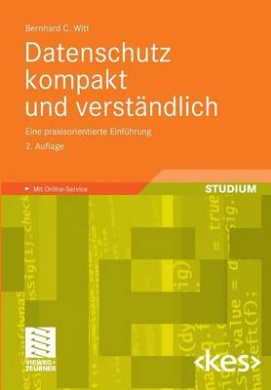 Bernhard C. Witt
Datenschutz
kompakt
und verständlich
Eine praxisorientierte Einführung
2. Auflage
Mit Online-Service
STUDIUM
VIEWEG+
TEUBNER
<kes>